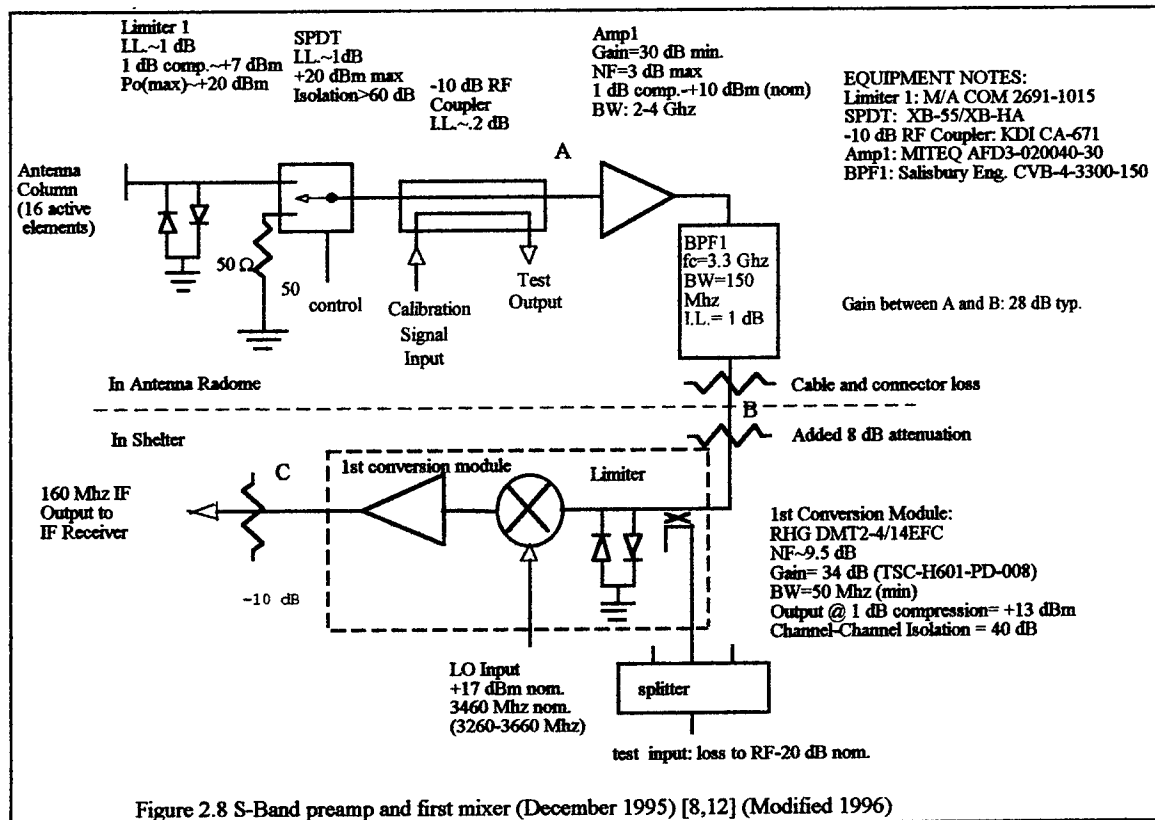 Limiter 1
I.L.~1 dB
1 dB comp.~+7 dBm
Po(max)~+20 dBm
SPDT
I.L.~1dB
+20 dBm max
Isolation>60 dB
-10 dB RF
Coupler
I.L.~.2 dB
Amp1
Gain=30 dB min.
NF=3 dB max
1 dB comp.-+10 dBm (nom)
BW: 2-4 Ghz
EQUIPMENT NOTES:
Limiter 1: M/A COM 2691-1015
SPDT: XB-55/XB-HA
-10 dB RF Coupler: KDI CA-671
Amp1: MITEQ AFD3-020040-30
BPF1: Salisbury Eng. CVB-4-3300-150
A
Antenna
Column
(16 active
elements)
50 Ω
50
control
Calibration
Signal
Input
Test
Output
BPF1
fc=3.3 Ghz
BW=150
Mhz
I.L.= 1 dB
Gain between A and B: 28 dB typ.
In Antenna Radome
Cable and connector loss
B
In Shelter
Added 8 dB attenuation
1st conversion module
C
Limiter
160 Mhz IF
Output to
IF Receiver
-10 dB
1st Conversion Module:
RHG DMT2-4/14EFC
NF~9.5 dB
Gain= 34 dB (TSC-H601-PD-008)
BW=50 Mhz (min)
Output @ 1 dB compression= +13 dBm
Channel-Channel Isolation = 40 dB
LO Input
+17 dBm nom.
3460 Mhz nom.
(3260-3660 Mhz)
splitter
test input: loss to RF-20 dB nom.
Figure 2.8 S-Band preamp and first mixer (December 1995) [8,12] (Modified 1996)